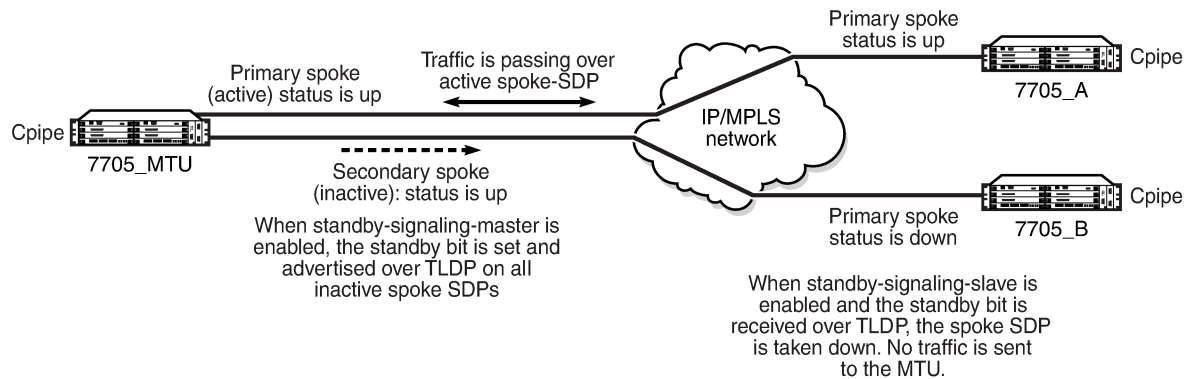 Primary spoke
status is up
Cpipe
7705_A
Traffic is passing over
active spoke-SDP
Primary spoke
(active) status is up
IP/MPLS
network
Cpipe
7705_MTU
Secondary spoke
(inactive): status is up
When standby-signaling-master is
enabled, the standby bit is set and
advertised over TLDP on all
inactive spoke SDPs
Cpipe
7705_B
Primary spoke
status is down
When standby-signaling-slave is
enabled and the standby bit is
received over TLDP, the spoke SDP
is taken down. No traffic is sent
to the MTU.